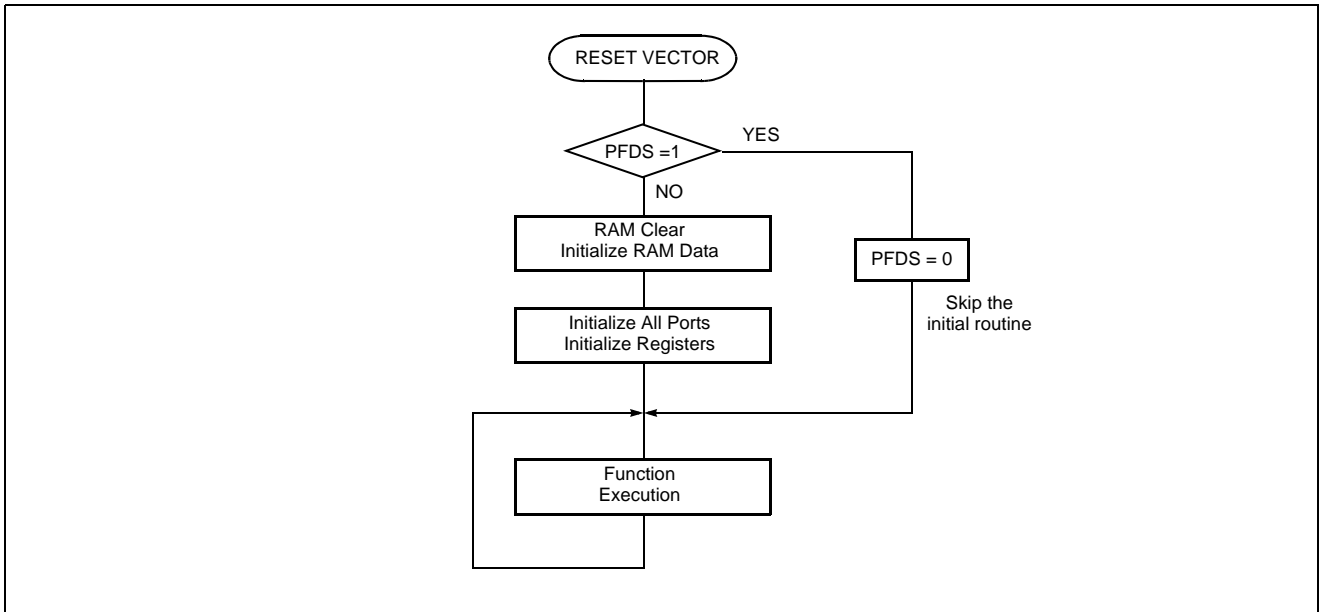 RESET VECTOR
YES
PFDS =1
NO
RAM Clear
Initialize RAM Data
PFDS = 0
Skip the
initial routine
Initialize All Ports
Initialize Registers
Function
Execution